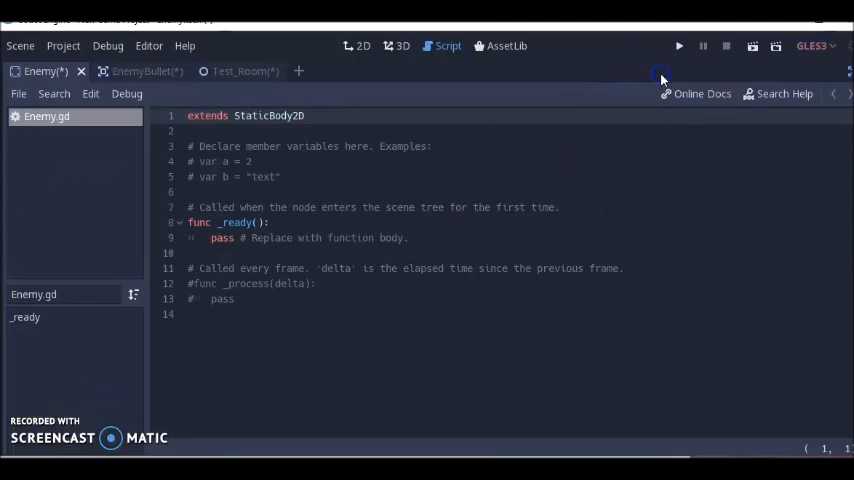 Scene Project Debug Editor Help 2D 3D Script AssetLib GLES3
Enemy(*) EnemyBullet(*) Test_Room(*)
File Search Edit Debug Online Docs Search Help
Enemy.gd
1 extends StaticBody2D
2
3 # Declare member variables here. Examples:
4 # var a = 2
5 # var b = "text"
6
7 # Called when the node enters the scene tree for the first time.
8 func _ready():
9 pass # Replace with function body.
10
11 # Called every frame. 'delta' is the elapsed time since the previous frame.
12 #func _process(delta):
13 # pass
14
Enemy.gd
_ready
RECORDED WITH
SCREENCAST MATIC
( 1, 1